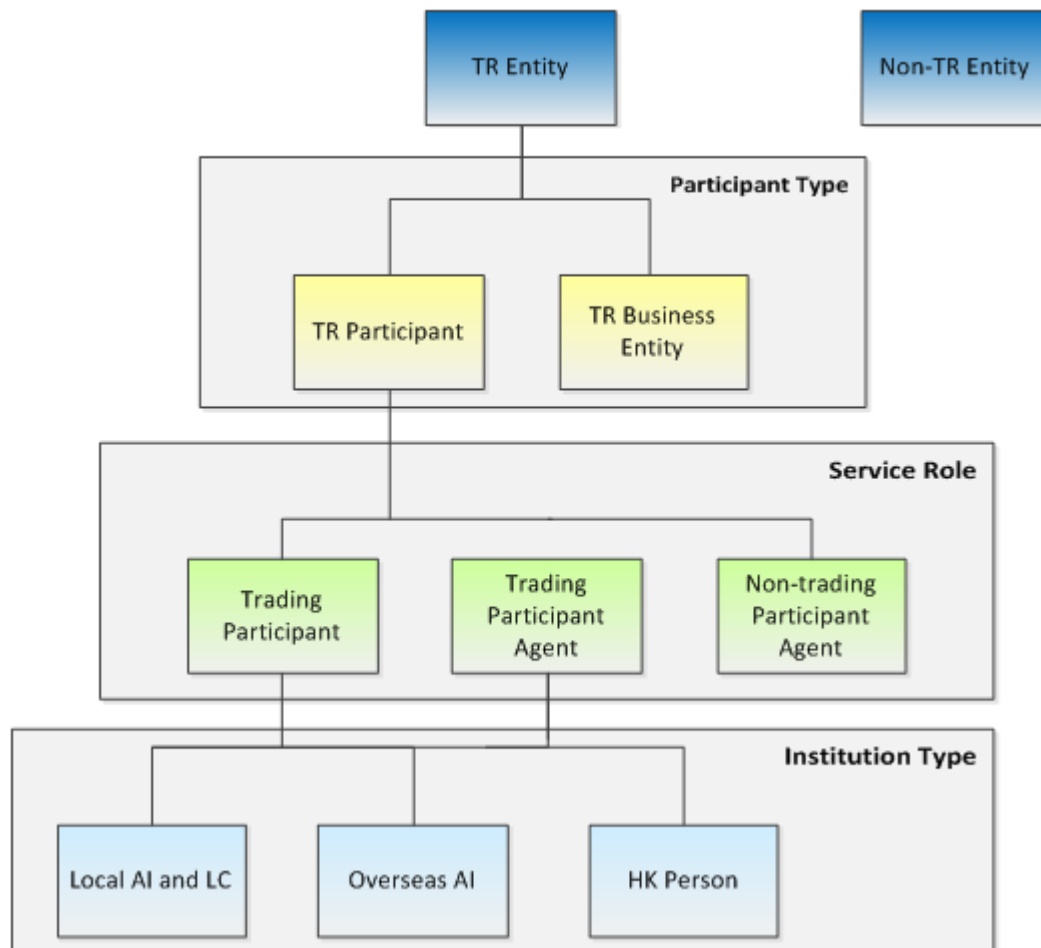 TR Entity
Non-TR Entity
Participant Type
TR Participant
TR Business
Entity
Service Role
Trading
Participant
Trading
Participant
Agent
Non-trading
Participant
Agent
Institution Type
Local AI and LC
Overseas AI
HK Person